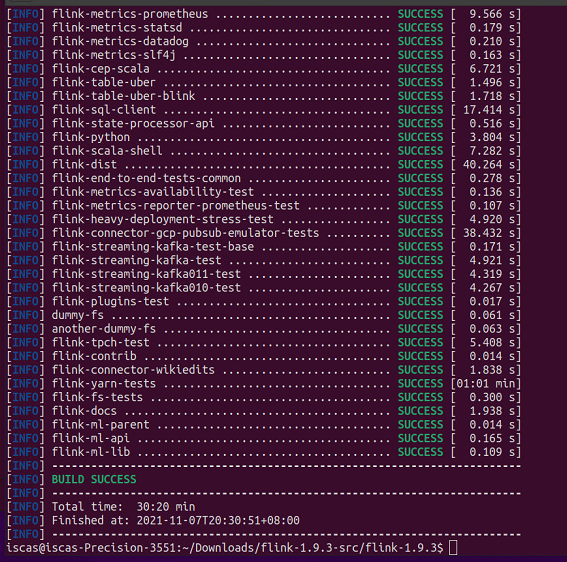 [INFO] flink-metrics-prometheus ........................... SUCCESS [  9.566 s]
[INFO] flink-metrics-statsd ............................... SUCCESS [  0.179 s]
[INFO] flink-metrics-datadog .............................. SUCCESS [  0.210 s]
[INFO] flink-metrics-slf4j ................................ SUCCESS [  0.163 s]
[INFO] flink-cep-scala .................................... SUCCESS [  6.721 s]
[INFO] flink-table-uber ................................... SUCCESS [  1.496 s]
[INFO] flink-table-uber-blink ............................. SUCCESS [  1.718 s]
[INFO] flink-sql-client ................................... SUCCESS [ 17.414 s]
[INFO] flink-state-processor-api .......................... SUCCESS [  0.516 s]
[INFO] flink-python ....................................... SUCCESS [  3.804 s]
[INFO] flink-scala-shell .................................. SUCCESS [  7.282 s]
[INFO] flink-dist ......................................... SUCCESS [ 40.264 s]
[INFO] flink-end-to-end-tests-common ...................... SUCCESS [  0.278 s]
[INFO] flink-metrics-availability-test .................... SUCCESS [  0.136 s]
[INFO] flink-metrics-reporter-prometheus-test ............. SUCCESS [  0.107 s]
[INFO] flink-heavy-deployment-stress-test ................. SUCCESS [  4.920 s]
[INFO] flink-connector-gcp-pubsub-emulator-tests .......... SUCCESS [ 38.432 s]
[INFO] flink-streaming-kafka-test-base .................... SUCCESS [  0.171 s]
[INFO] flink-streaming-kafka-test ......................... SUCCESS [  4.921 s]
[INFO] flink-streaming-kafka011-test ...................... SUCCESS [  4.319 s]
[INFO] flink-streaming-kafka010-test ...................... SUCCESS [  4.267 s]
[INFO] flink-plugins-test ................................. SUCCESS [  0.017 s]
[INFO] dummy-fs ........................................... SUCCESS [  0.061 s]
[INFO] another-dummy-fs ................................... SUCCESS [  0.063 s]
[INFO] flink-tpch-test .................................... SUCCESS [  5.408 s]
[INFO] flink-contrib ...................................... SUCCESS [  0.014 s]
[INFO] flink-connector-wikiedits .......................... SUCCESS [  1.838 s]
[INFO] flink-yarn-tests ................................... SUCCESS [01:01 min]
[INFO] flink-fs-tests ..................................... SUCCESS [  0.300 s]
[INFO] flink-docs ......................................... SUCCESS [  1.938 s]
[INFO] flink-ml-parent .................................... SUCCESS [  0.014 s]
[INFO] flink-ml-api ....................................... SUCCESS [  0.165 s]
[INFO] flink-ml-lib ....................................... SUCCESS [  0.109 s]
[INFO] ------------------------------------------------------------------------
[INFO] BUILD SUCCESS
[INFO] ------------------------------------------------------------------------
[INFO] Total time:  30:20 min
[INFO] Finished at: 2021-11-07T20:30:51+08:00
[INFO] ------------------------------------------------------------------------
iscas@iscas-Precision-3551:~/Downloads/flink-1.9.3-src/flink-1.9.3$